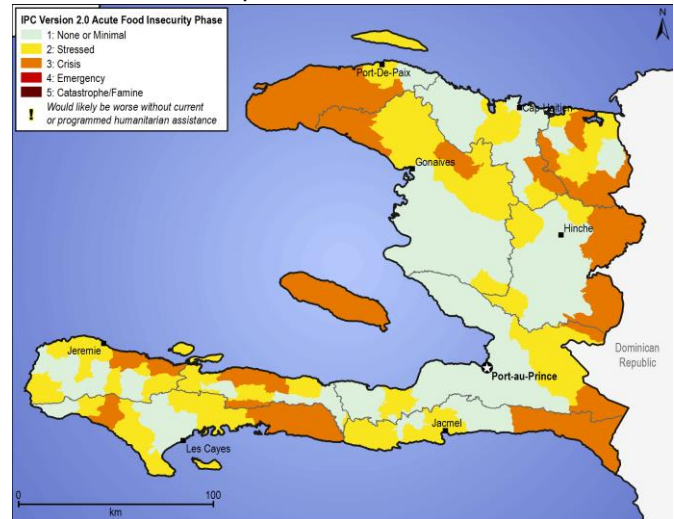 IPC Version 2.0 Acute Food Insecurity Phase
1: None or Minimal
2: Stressed
3: Crisis
4: Emergency
5: Catastrophe/Famine
! Would likely be worse without current
or programmed humanitarian assistance
N
Port-De-Paix
Cap-Haitien
Gonaives
Hinche
Jeremie
Dominican
Republic
Port-au-Prince
Jacmel
Les Cayes
0 100
km